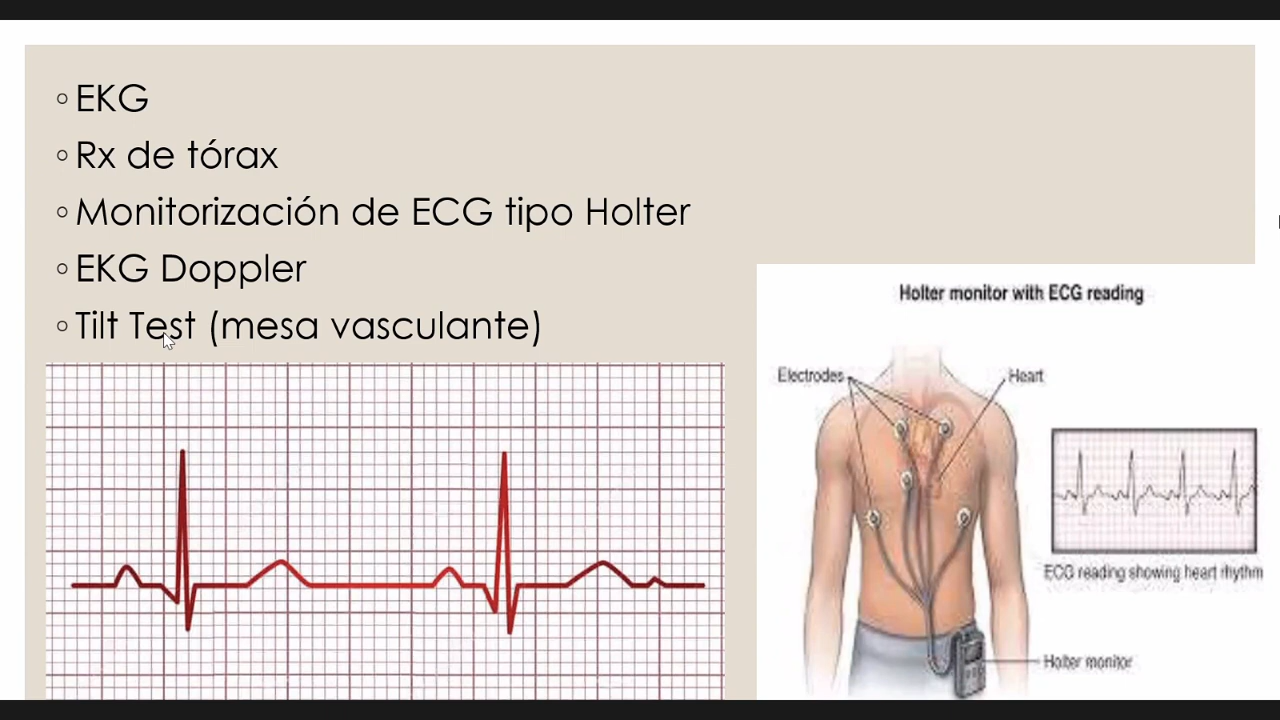 EKG
Rx de tórax
Monitorización de ECG tipo Holter
EKG Doppler
Tilt Test (mesa vasculante)
Holter monitor with ECG reading
Electrodes
Heart
ECG reading showing heart rhythm
Holter monitor